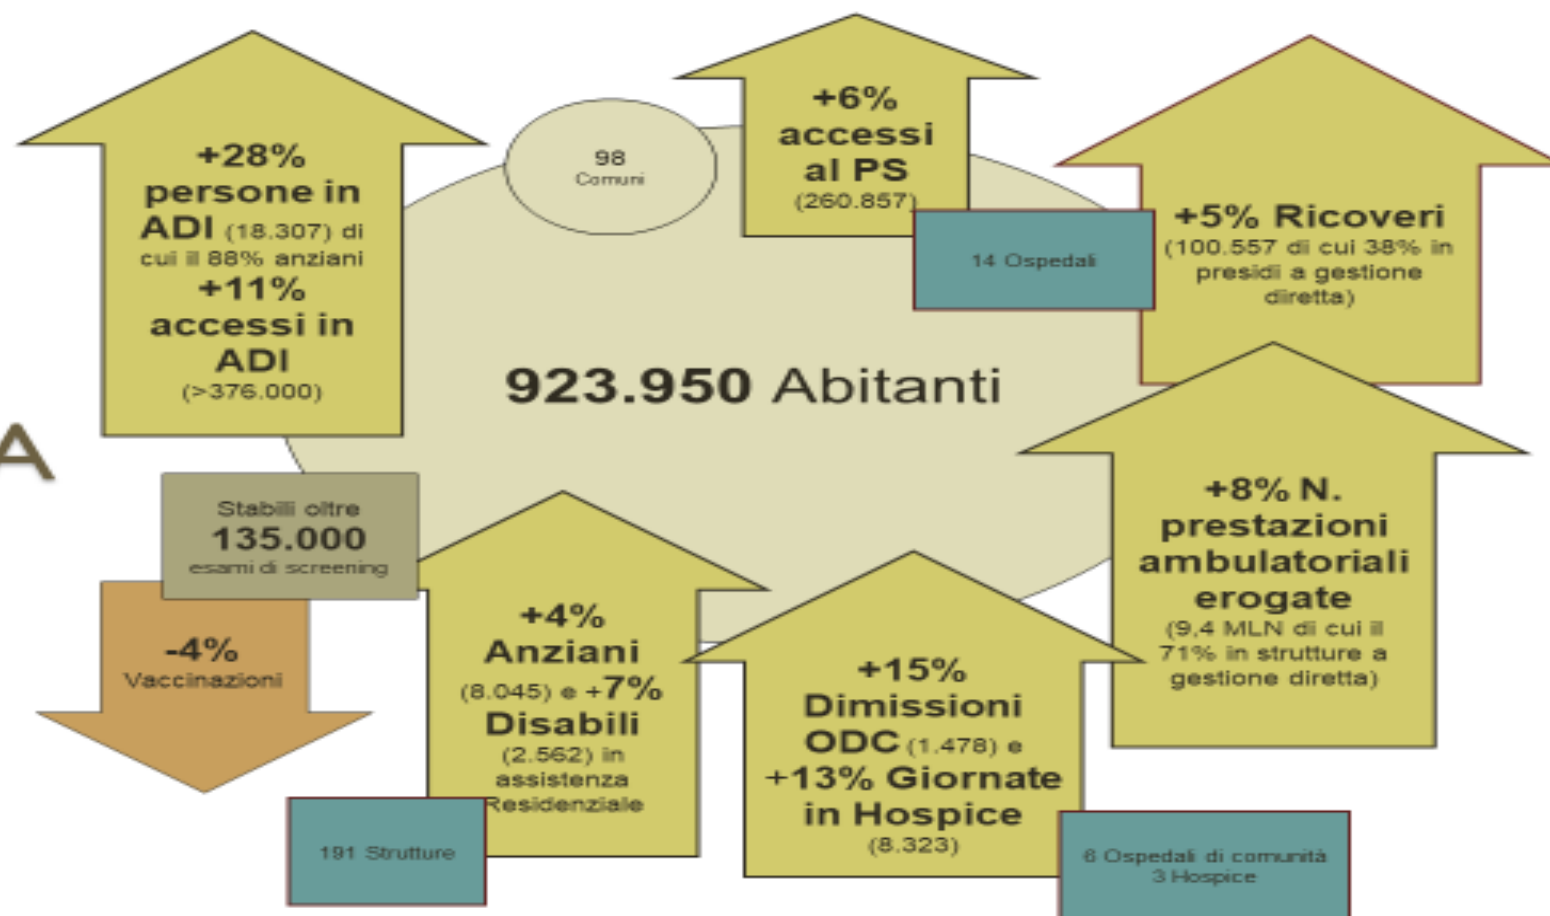 +28%
persone in
ADI (18.307) di
cui il 88% anziani
+11%
accessi in
ADI
(>376.000)
98
Comuni
+6%
accessi
al PS
(260.857)
14 Ospedali
+5% Ricoveri
(100.557 di cui 38% in
presidi a gestione
diretta)
923.950 Abitanti
A
Stabili oltre
135.000
esami di screening
-4%
Vaccinazioni
+4%
Anziani
(8.045) e +7%
Disabili
(2.562) in
assistenza
Residenziale
191 Strutture
+15%
Dimissioni
ODC (1.478) e
+13% Giornate
in Hospice
(8.323)
6 Ospedali di comunità
3 Hospice
+8% N.
prestazioni
ambulatoriali
erogate
(9,4 MLN di cui il
71% in strutture a
gestione diretta)